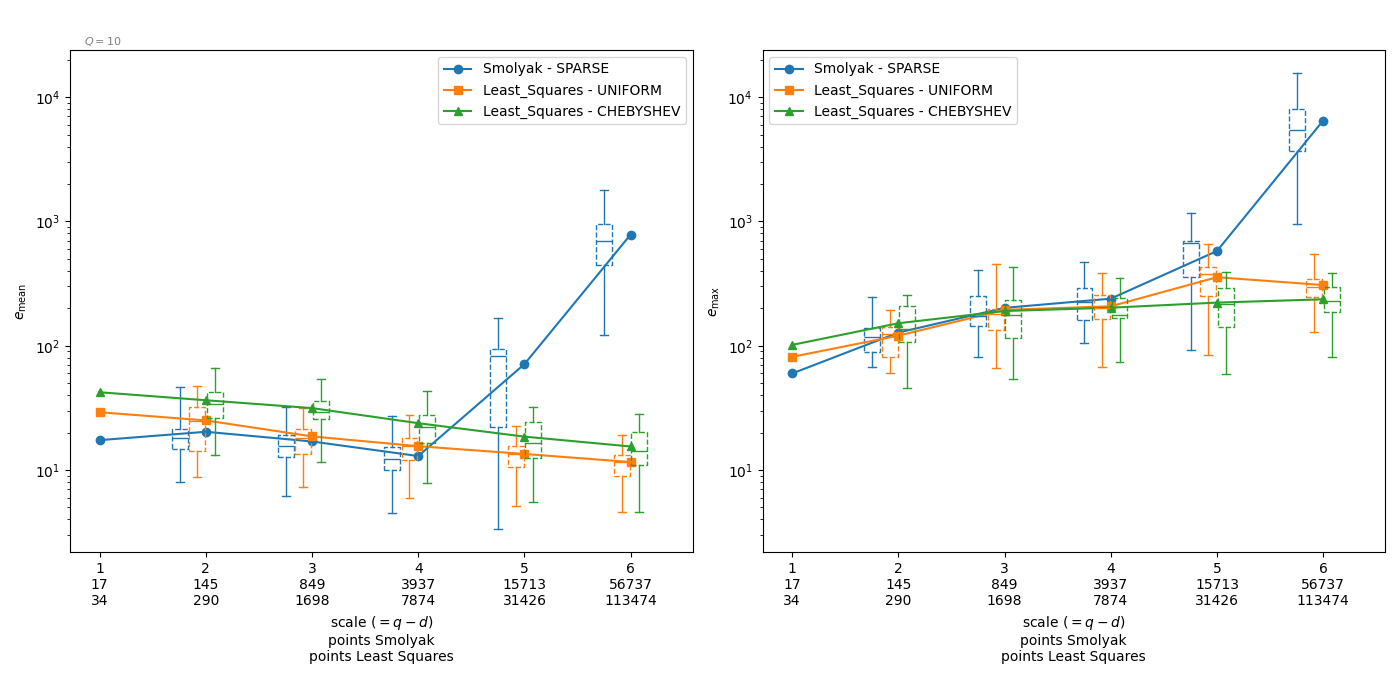 Q = 10
Smolyak - SPARSE
Least_Squares - UNIFORM
Least_Squares - CHEBYSHEV
10^4
10^3
10^2
10^1
e_mean
1 2 3 4 5 6
17 145 849 3937 15713 56737
34 290 1698 7874 31426 113474
scale (= q − d)
points Smolyak
points Least Squares
Smolyak - SPARSE
Least_Squares - UNIFORM
Least_Squares - CHEBYSHEV
10^4
10^3
10^2
10^1
e_max
1 2 3 4 5 6
17 145 849 3937 15713 56737
34 290 1698 7874 31426 113474
scale (= q − d)
points Smolyak
points Least Squares